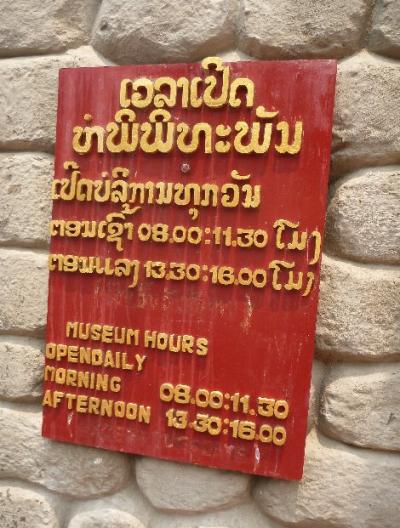 ເວລາເປີດ
ຫໍພິພິທະພັນ
ເປີດບໍລິການທຸກວັນ
ຕອນເຊົ້າ 08.00:11.30 ໂມງ
ຕອນແລງ 13.30:16.00 ໂມງ
MUSEUM HOURS
OPENDAILY
MORNING 08.00:11.30
AFTERNOON 13.30:16.00